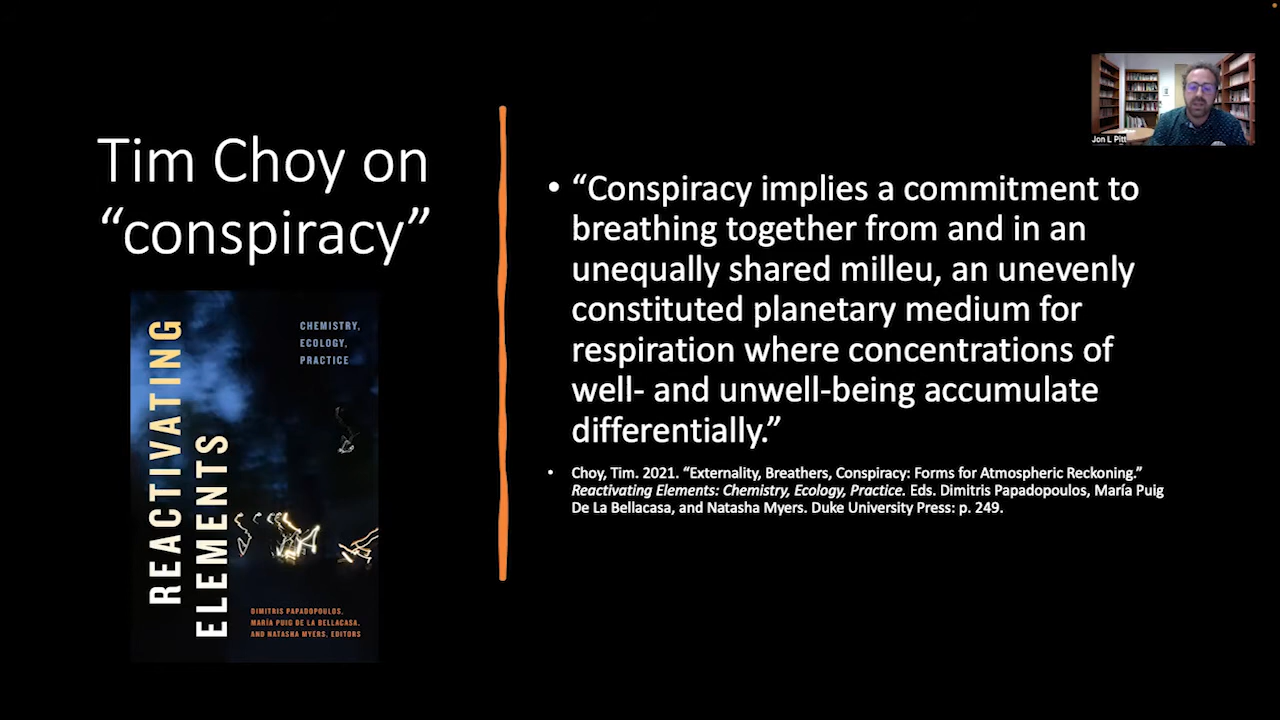 Tim Choy on
“conspiracy”
REACTIVATING
ELEMENTS
CHEMISTRY,
ECOLOGY,
PRACTICE
DIMITRIS PAPADOPOULOS,
MARÍA PUIG DE LA BELLACASA,
AND NATASHA MYERS, EDITORS
• “Conspiracy implies a commitment to
breathing together from and in an
unequally shared milleu, an unevenly
constituted planetary medium for
respiration where concentrations of
well- and unwell-being accumulate
differentially.”
• Choy, Tim. 2021. “Externality, Breathers, Conspiracy: Forms for Atmospheric Reckoning.”
Reactivating Elements: Chemistry, Ecology, Practice. Eds. Dimitris Papadopoulos, María Puig
De La Bellacasa, and Natasha Myers. Duke University Press: p. 249.
Jon L Pitt